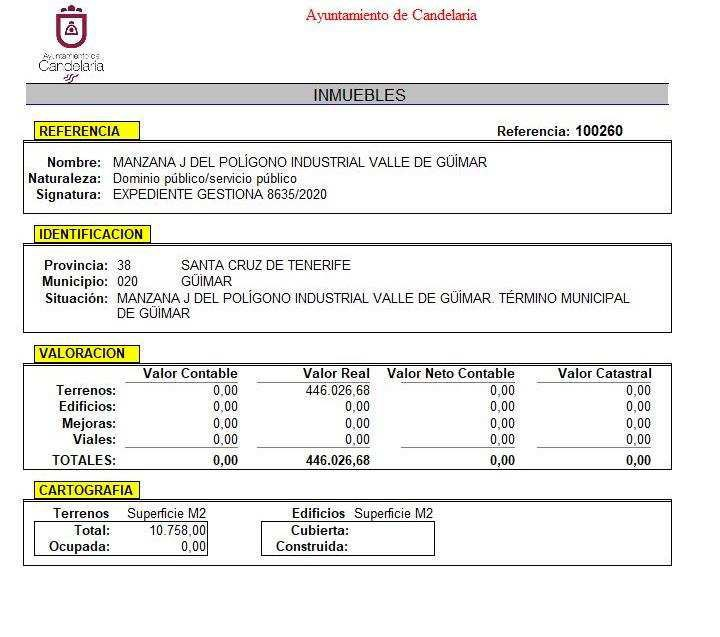 Ayuntamiento de Candelaria
Ayuntamiento de
Candelaria
INMUEBLES
REFERENCIA
Referencia: 100260
Nombre: MANZANA J DEL POLÍGONO INDUSTRIAL VALLE DE GÜÍMAR
Naturaleza: Dominio público/servicio público
Signatura: EXPEDIENTE GESTIONA 8635/2020
IDENTIFICACION
Provincia: 38 SANTA CRUZ DE TENERIFE
Municipio: 020 GÜIMAR
Situación: MANZANA J DEL POLÍGONO INDUSTRIAL VALLE DE GÜÍMAR. TÉRMINO MUNICIPAL
DE GÜIMAR
VALORACION
Valor Contable Valor Real Valor Neto Contable Valor Catastral
Terrenos: 0,00 446.026,68 0,00 0,00
Edificios: 0,00 0,00 0,00 0,00
Mejoras: 0,00 0,00 0,00 0,00
Viales: 0,00 0,00 0,00 0,00
TOTALES: 0,00 446.026,68 0,00 0,00
CARTOGRAFIA
Terrenos Superficie M2 Edificios Superficie M2
Total: 10.758,00 Cubierta:
Ocupada: 0,00 Construida: